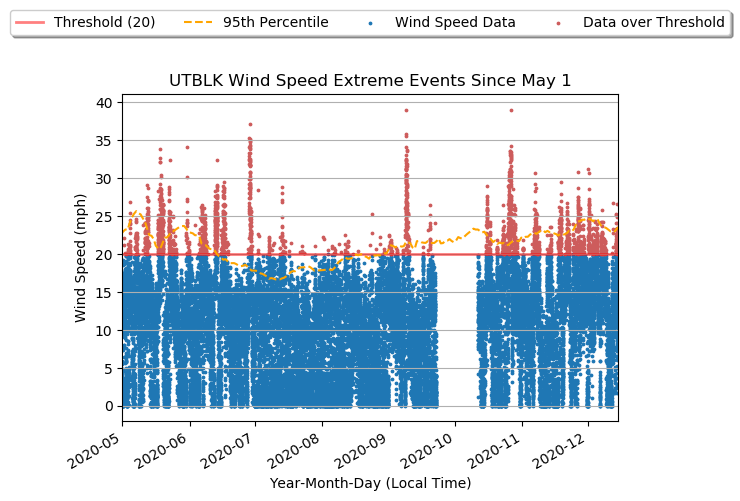 Threshold (20) 95th Percentile Wind Speed Data Data over Threshold
UTBLK Wind Speed Extreme Events Since May 1
40
35
30
25
20
15
10
5
0
Wind Speed (mph)
2020-05 2020-06 2020-07 2020-08 2020-09 2020-10 2020-11 2020-12
Year-Month-Day (Local Time)